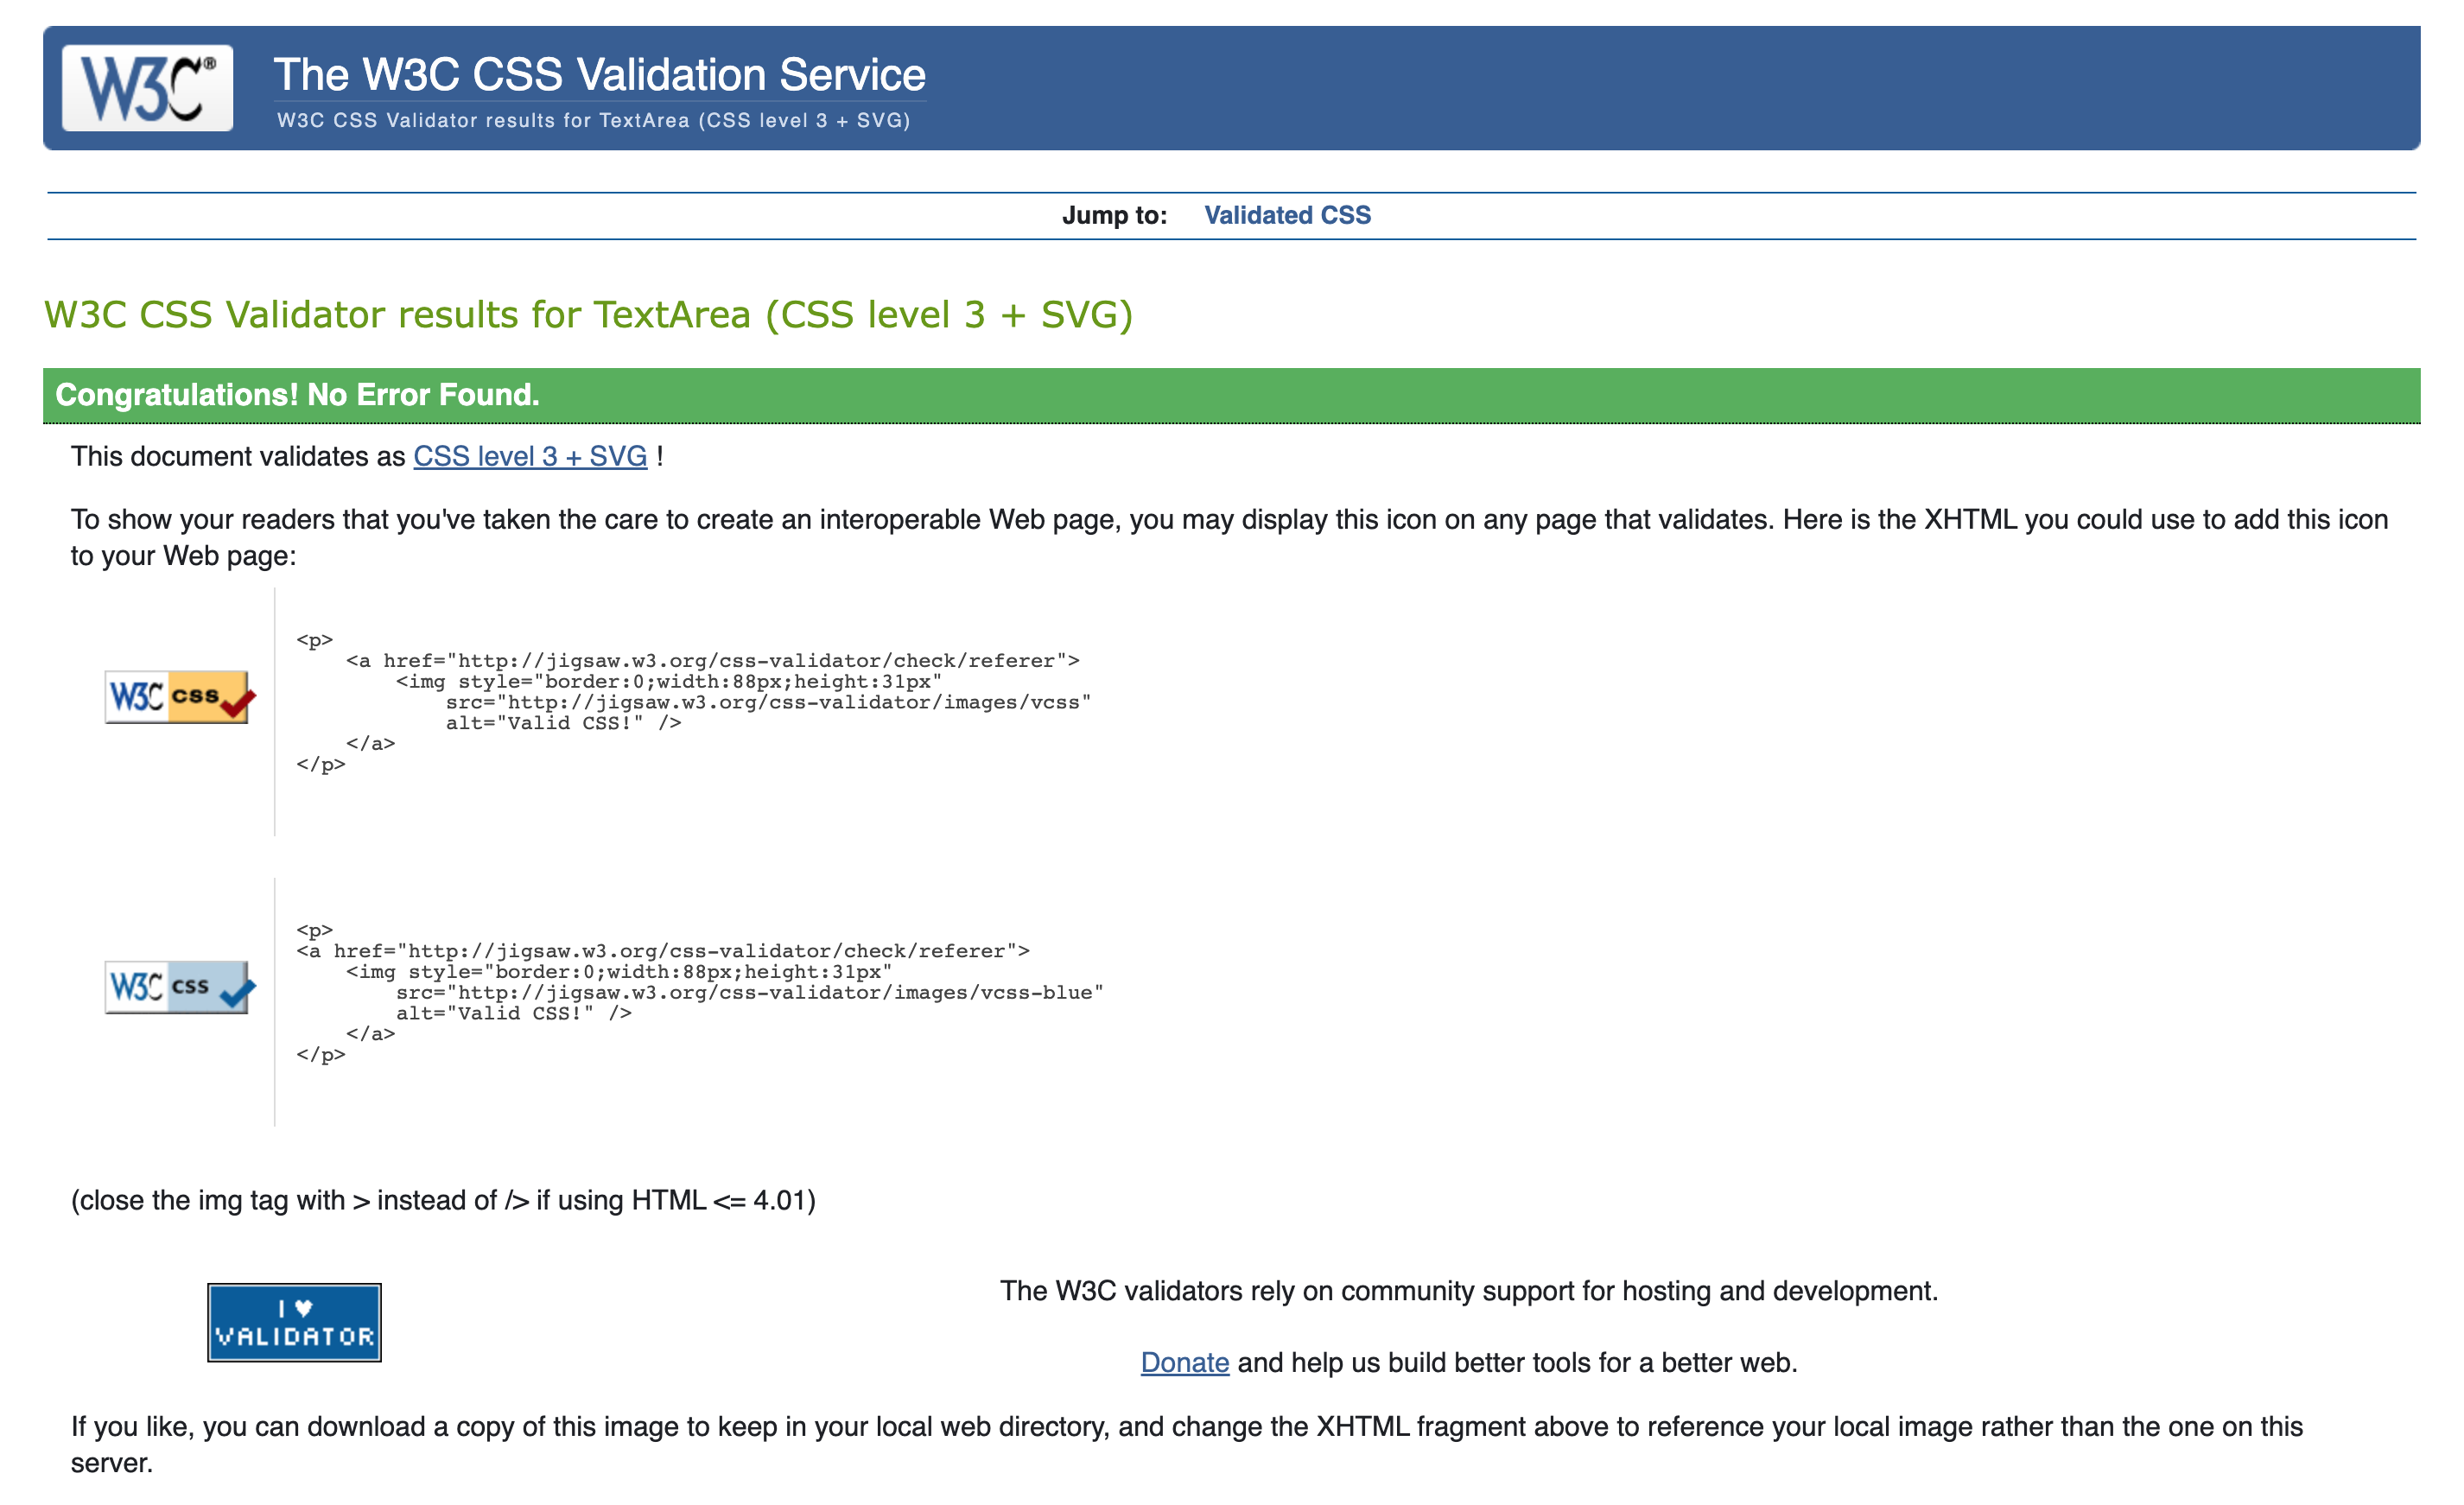 W3C®
The W3C CSS Validation Service
W3C CSS Validator results for TextArea (CSS level 3 + SVG)
Jump to: Validated CSS
W3C CSS Validator results for TextArea (CSS level 3 + SVG)
Congratulations! No Error Found.
This document validates as CSS level 3 + SVG !
To show your readers that you've taken the care to create an interoperable Web page, you may display this icon on any page that validates. Here is the XHTML you could use to add this icon
to your Web page:
W3C css
<p>
    <a href="http://jigsaw.w3.org/css-validator/check/referer">
        <img style="border:0;width:88px;height:31px"
            src="http://jigsaw.w3.org/css-validator/images/vcss"
            alt="Valid CSS!" />
    </a>
</p>
W3C css
<p>
<a href="http://jigsaw.w3.org/css-validator/check/referer">
    <img style="border:0;width:88px;height:31px"
        src="http://jigsaw.w3.org/css-validator/images/vcss-blue"
        alt="Valid CSS!" />
    </a>
</p>
(close the img tag with > instead of /> if using HTML <= 4.01)
I ♥
VALIDATOR
The W3C validators rely on community support for hosting and development.
Donate and help us build better tools for a better web.
If you like, you can download a copy of this image to keep in your local web directory, and change the XHTML fragment above to reference your local image rather than the one on this
server.